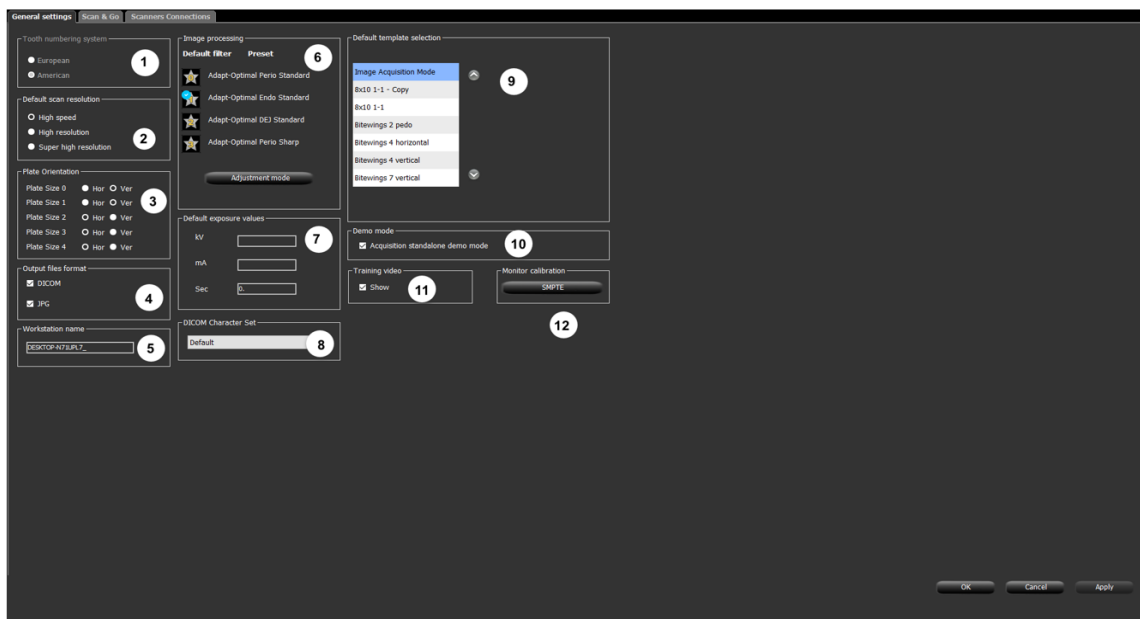 General settings Scan & Go Scanners Connections
Tooth numbering system
European
American
1
Default scan resolution
High speed
High resolution
Super high resolution
2
Plate Orientation
Plate Size 0 Hor Ver
Plate Size 1 Hor Ver
Plate Size 2 Hor Ver
Plate Size 3 Hor Ver
Plate Size 4 Hor Ver
3
Output files format
DICOM
JPG
4
Workstation name
DESKTOP-N71UPL7_
5
Image processing
Default filter Preset
6
Adapt-Optimal Perio Standard
Adapt-Optimal Endo Standard
Adapt-Optimal DEJ Standard
Adapt-Optimal Perio Sharp
Adjustment mode
Default exposure values
kV
7
mA
Sec 0.
DICOM Character Set
Default
8
Default template selection
Image Acquisition Mode
9
8x10 1-1 - Copy
8x10 1-1
Bitewings 2 pedo
Bitewings 4 horizontal
Bitewings 4 vertical
Bitewings 7 vertical
Demo mode
Acquisition standalone demo mode
10
Training video
Show
11
Monitor calibration
SMPTE
12
OK Cancel Apply